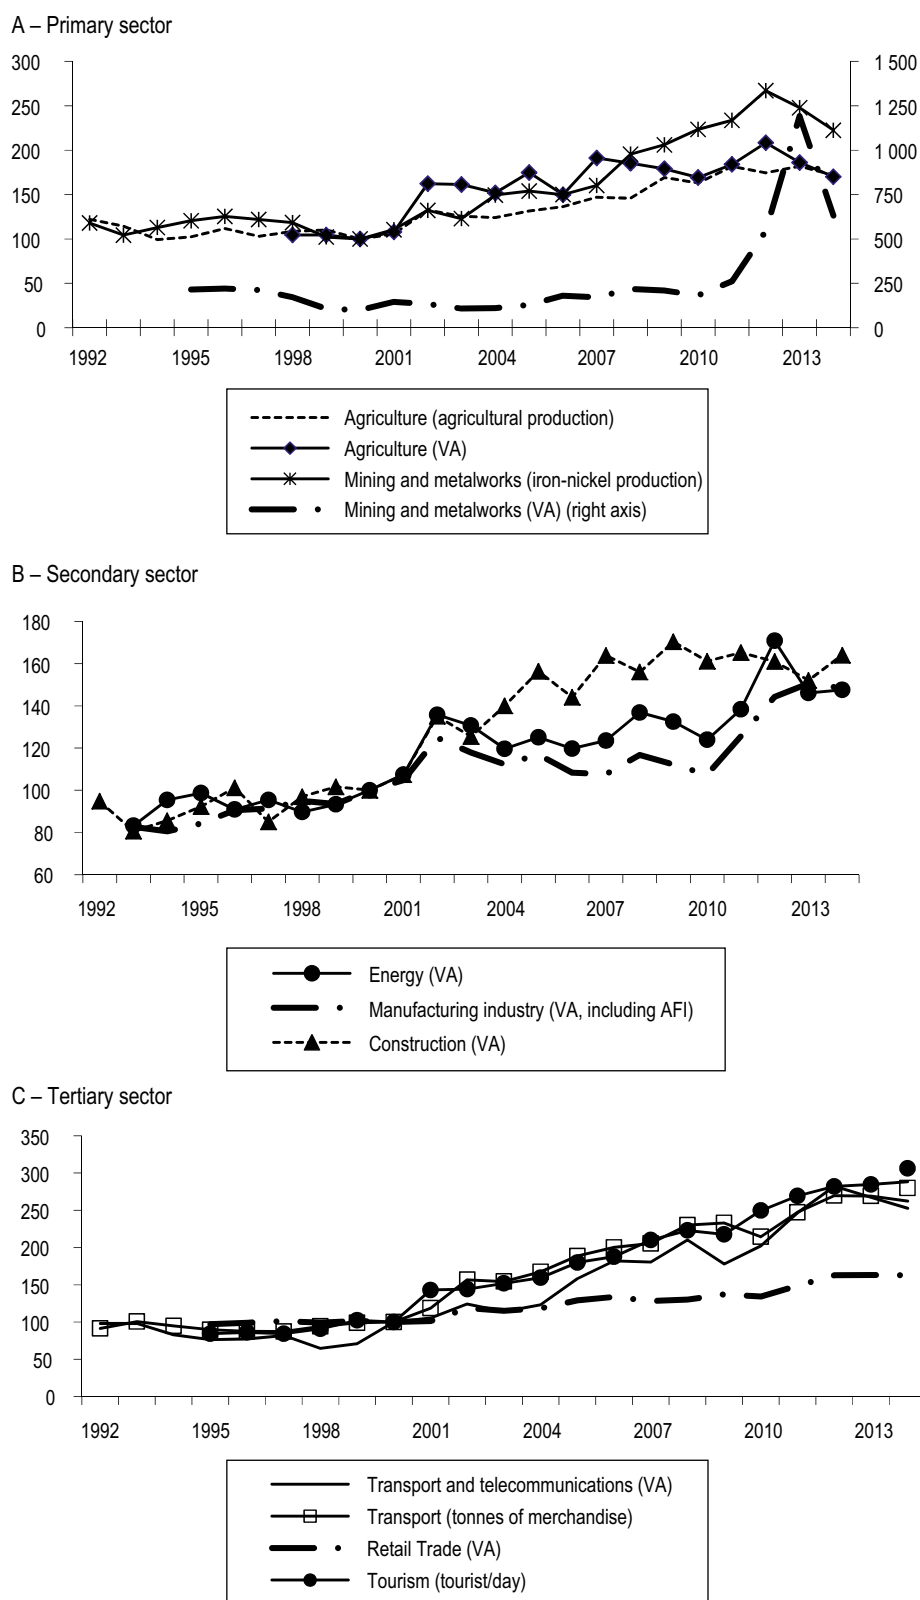 A – Primary sector
300 1 500
250 1 250
200 1 000
150 750
100 500
50 250
0 0
1992 1995 1998 2001 2004 2007 2010 2013
Agriculture (agricultural production)
Agriculture (VA)
Mining and metalworks (iron-nickel production)
Mining and metalworks (VA) (right axis)
B – Secondary sector
180
160
140
120
100
80
60
1992 1995 1998 2001 2004 2007 2010 2013
Energy (VA)
Manufacturing industry (VA, including AFI)
Construction (VA)
C – Tertiary sector
350
300
250
200
150
100
50
0
1992 1995 1998 2001 2004 2007 2010 2013
Transport and telecommunications (VA)
Transport (tonnes of merchandise)
Retail Trade (VA)
Tourism (tourist/day)